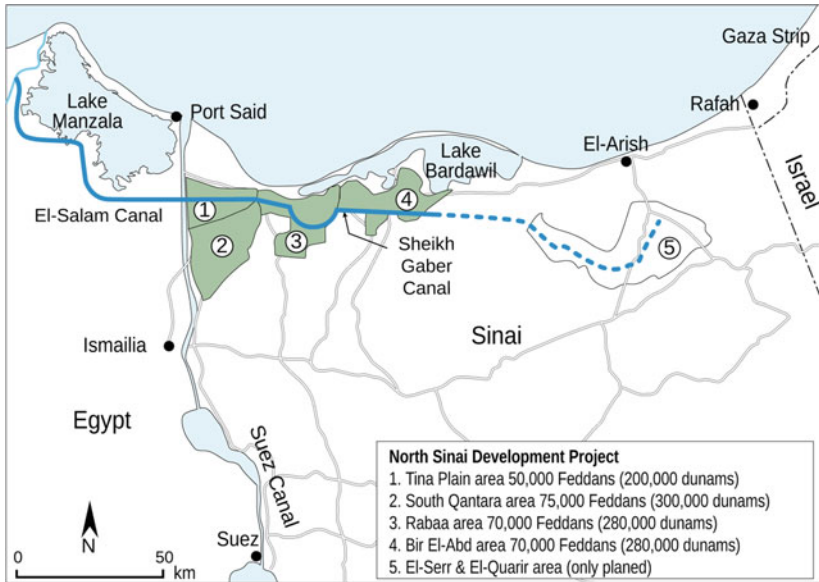 Gaza Strip
Lake
Manzala
Port Said
Rafah
Lake
Bardawil
El-Arish
Israel
El-Salam Canal
1
2
3
4
5
Sheikh
Gaber
Canal
Ismailia
Sinai
Egypt
Suez Canal
Suez
N
0 50
km
North Sinai Development Project
1. Tina Plain area 50,000 Feddans (200,000 dunams)
2. South Qantara area 75,000 Feddans (300,000 dunams)
3. Rabaa area 70,000 Feddans (280,000 dunams)
4. Bir El-Abd area 70,000 Feddans (280,000 dunams)
5. El-Serr & El-Quarir area (only planed)